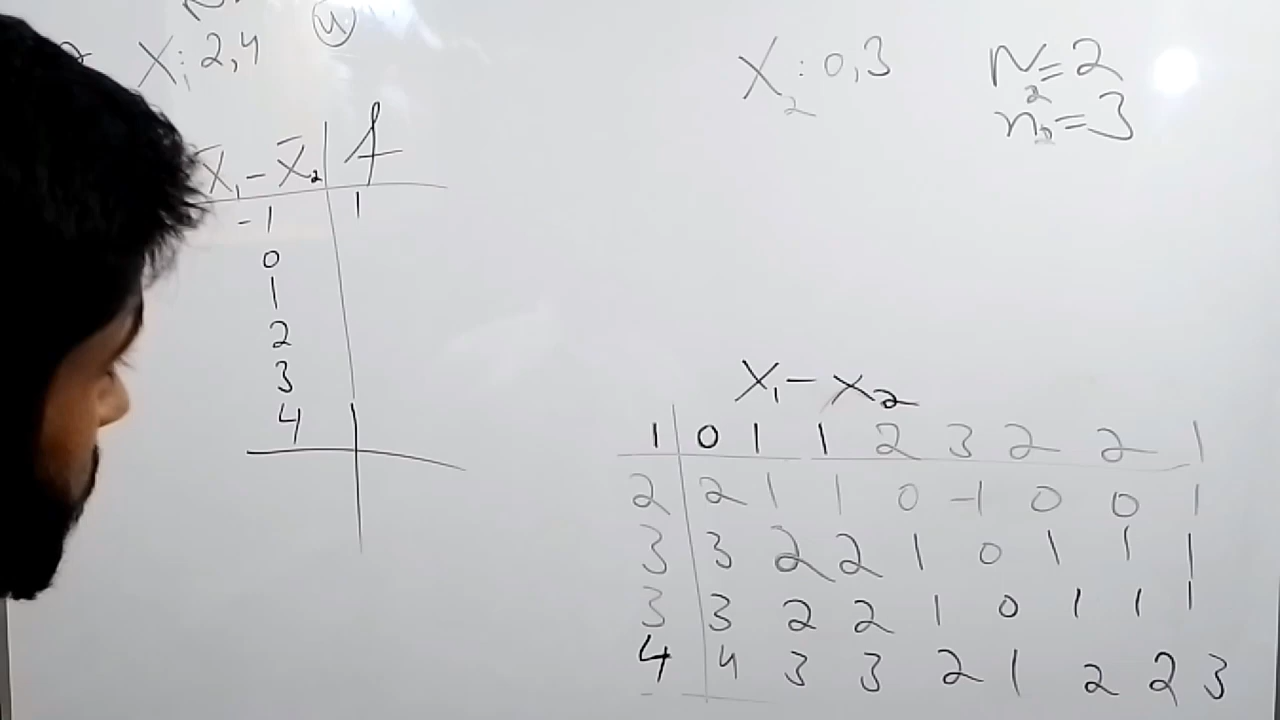 X₁: 2,4
X₂: 0,3
N₂=2
n₂=3
X̄₁ - X̄₂ | f
-1 | 1
0
1
2
3
4
X₁ - X₂
1 | 0 1 1 2 3 2 2 1
2 | 2 1 1 0 -1 0 0 1
3 | 3 2 2 1 0 1 1 1
3 | 3 2 2 1 0 1 1 1
4 | 4 3 3 2 1 2 2 3